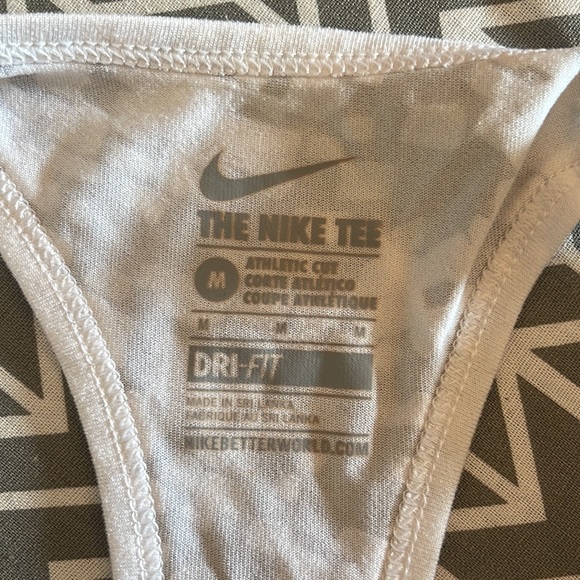 THE NIKE TEE
M
ATHLETIC CUT
CORTE ATLÉTICO
COUPE ATHLÉTIQUE
M M M
DRI-FIT
MADE IN SRI LANKA
FABRIQUE AU SRI LANKA
NIKEBETTERWORLD.COM